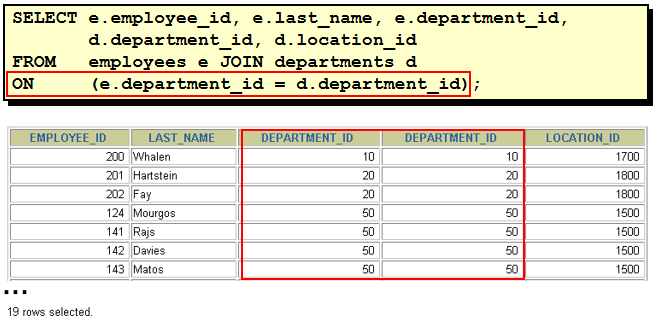 SELECT e.employee_id, e.last_name, e.department_id,
d.department_id, d.location_id
FROM employees e JOIN departments d
ON (e.department_id = d.department_id);
EMPLOYEE_ID LAST_NAME DEPARTMENT_ID DEPARTMENT_ID LOCATION_ID
200 Whalen 10 10 1700
201 Hartstein 20 20 1800
202 Fay 20 20 1800
124 Mourgos 50 50 1500
141 Rajs 50 50 1500
142 Davies 50 50 1500
143 Matos 50 50 1500
...
19 rows selected.